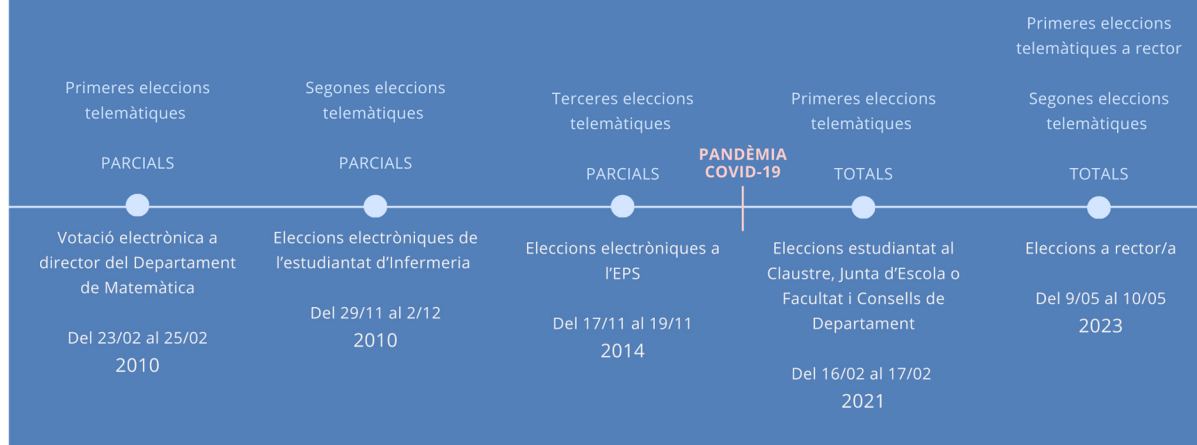 Primeres eleccions
telemàtiques
PARCIALS
Votació electrònica a
director del Departament
de Matemàtica
Del 23/02 al 25/02
2010
Segones eleccions
telemàtiques
PARCIALS
Eleccions electròniques de
l’estudiantat d’Infermeria
Del 29/11 al 2/12
2010
Terceres eleccions
telemàtiques
PARCIALS
Eleccions electròniques a
l’EPS
Del 17/11 al 19/11
2014
PANDÈMIA
COVID-19
Primeres eleccions
telemàtiques
TOTALS
Eleccions estudiantat al
Claustre, Junta d’Escola o
Facultat i Consells de
Departament
Del 16/02 al 17/02
2021
Primeres eleccions
telemàtiques a rector
Segones eleccions
telemàtiques
TOTALS
Eleccions a rector/a
Del 9/05 al 10/05
2023